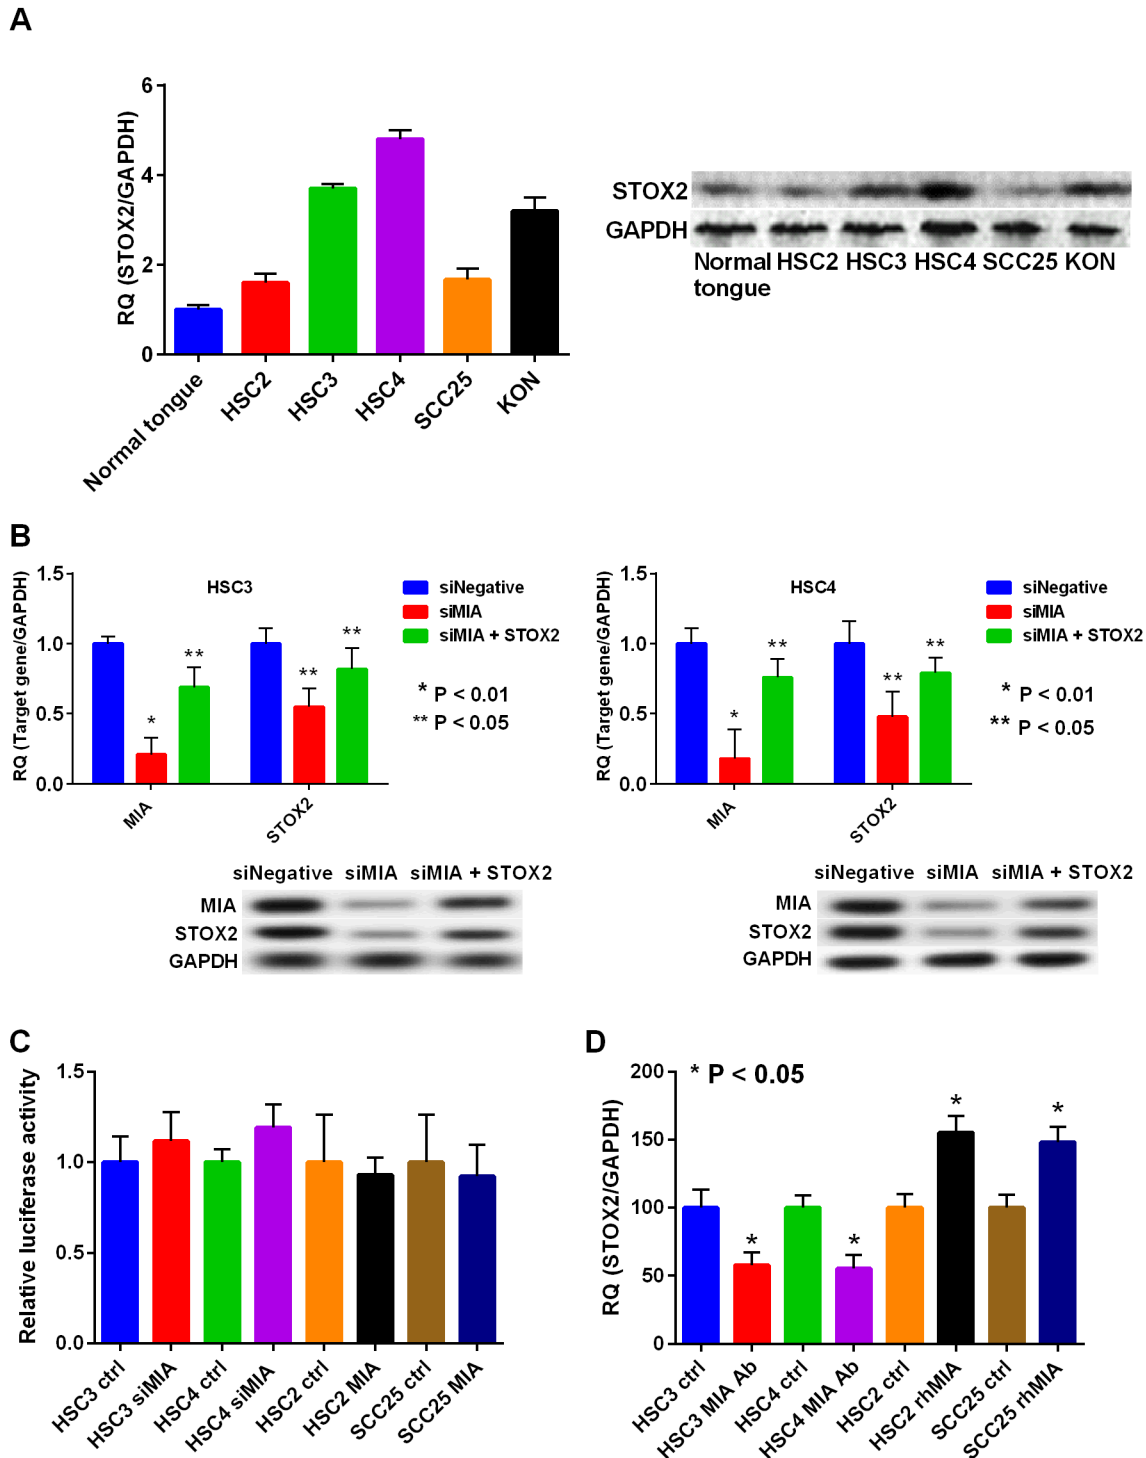 A
RQ (STOX2/GAPDH)
6
4
2
0
Normal tongue
HSC2
HSC3
HSC4
SCC25
KON
STOX2
GAPDH
Normal tongue HSC2 HSC3 HSC4 SCC25 KON
B
RQ (Target gene/GAPDH)
1.5
1.0
0.5
0.0
HSC3
*
**
**
**
MIA
STOX2
siNegative
siMIA
siMIA + STOX2
* P < 0.01
** P < 0.05
siNegative siMIA siMIA + STOX2
MIA
STOX2
GAPDH
RQ (Target gene/GAPDH)
1.5
1.0
0.5
0.0
HSC4
*
**
**
**
MIA
STOX2
siNegative
siMIA
siMIA + STOX2
* P < 0.01
** P < 0.05
siNegative siMIA siMIA + STOX2
MIA
STOX2
GAPDH
C
Relative luciferase activity
1.5
1.0
0.5
0.0
HSC3 ctrl
HSC3 siMIA
HSC4 ctrl
HSC4 siMIA
HSC2 ctrl
HSC2 MIA
SCC25 ctrl
SCC25 MIA
D
RQ (STOX2/GAPDH)
200
150
100
50
0
* P < 0.05
*
*
*
*
HSC3 ctrl
HSC3 MIA Ab
HSC4 ctrl
HSC4 MIA Ab
HSC2 ctrl
HSC2 rhMIA
SCC25 ctrl
SCC25 rhMIA